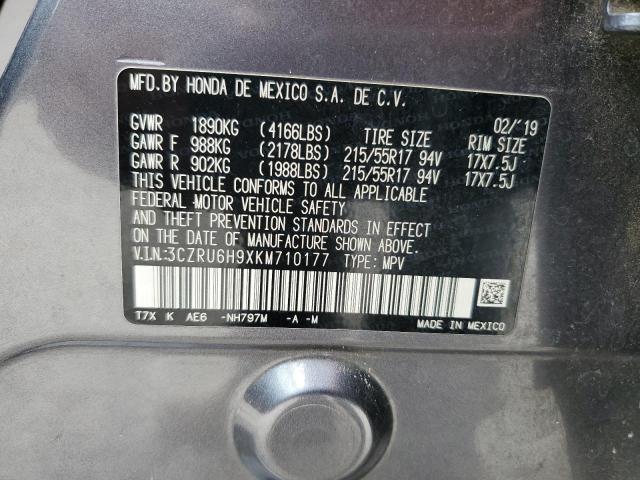 MFD.BY HONDA DE MEXICO S.A. DE C.V.
02/'19
GVWR 1890KG (4166LBS) TIRE SIZE RIM SIZE
GAWR F 988KG (2178LBS) 215/55R17 94V 17X7.5J
GAWR R 902KG (1988LBS) 215/55R17 94V 17X7.5J
THIS VEHICLE CONFORMS TO ALL APPLICABLE
FEDERAL MOTOR VEHICLE SAFETY
AND THEFT PREVENTION STANDARDS IN EFFECT
ON THE DATE OF MANUFACTURE SHOWN ABOVE.
V.I.N:3CZRU6H9XKM710177 TYPE: MPV
T7X K AE6 -NH797M -A -M
MADE IN MEXICO